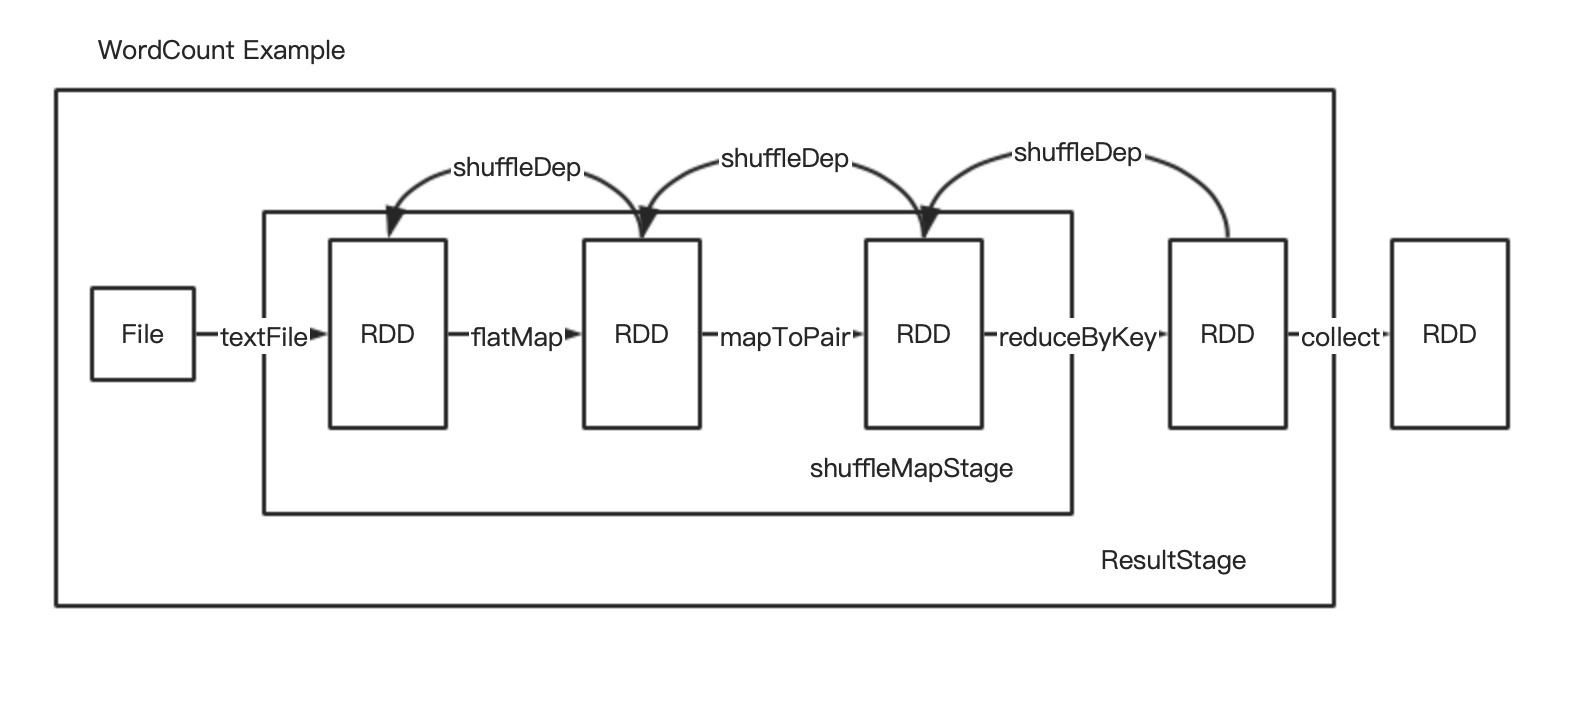 WordCount Example
shuffleDep
shuffleDep
shuffleDep
File
textFile
RDD
flatMap
RDD
mapToPair
RDD
reduceByKey
RDD
collect
RDD
shuffleMapStage
ResultStage